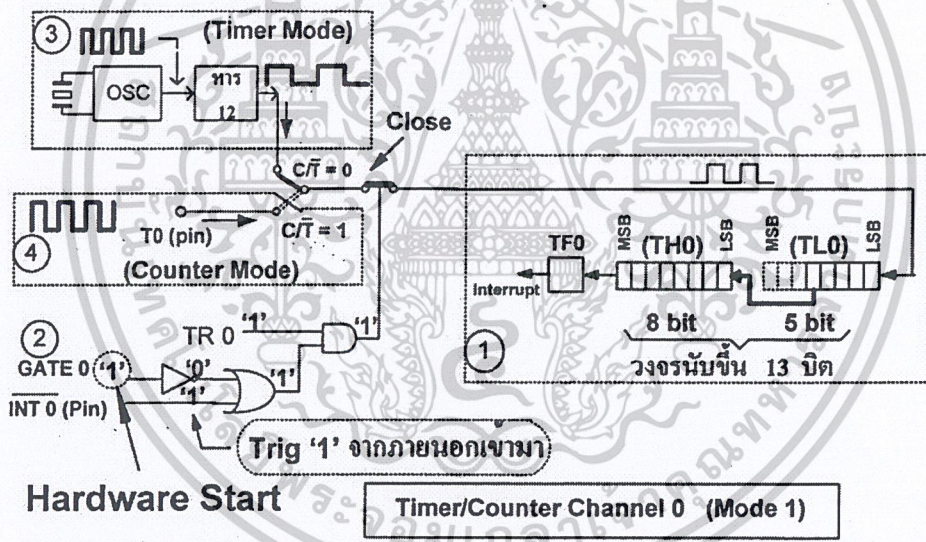 3
(Timer Mode)
OSC
หาร
12
Close
C/T̅ = 0
4
T0 (pin)
C/T̅ = 1
(Counter Mode)
MSB
(TH0)
LSB
MSB
(TL0)
LSB
TF0
Interrupt
8 bit
5 bit
วงจรนับขึ้น 13 บิต
1
2
TR 0
'1'
'1'
GATE 0 '1'
'0'
'1'
'1'
I̅N̅T̅ ̅0̅ (Pin)
Trig '1' จากภายนอกเขามา
Hardware Start
Timer/Counter Channel 0 (Mode 1)